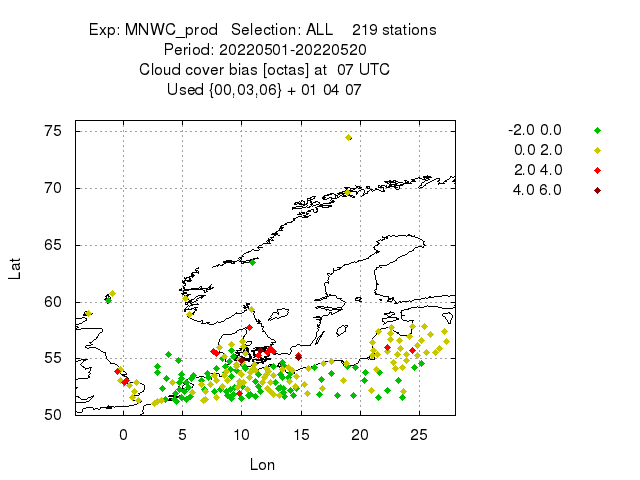 Exp: MNWC_prod   Selection: ALL    219 stations
Period: 20220501-20220520
Cloud cover bias [octas] at  07 UTC
Used {00,03,06} + 01 04 07
-2.0 0.0
0.0 2.0
2.0 4.0
4.0 6.0
75
70
65
60
55
50
Lat
0 5 10 15 20 25
Lon